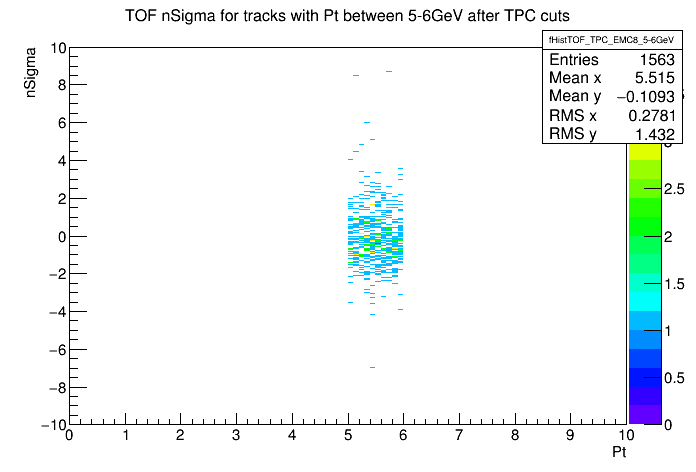 TOF nSigma for tracks with Pt between 5-6GeV after TPC cuts
fHistTOF_TPC_EMC8_5-6GeV
Entries 1563
Mean x 5.515
Mean y −0.1093
RMS x 0.2781
RMS y 1.432
nSigma
10
8
6
4
2
0
−2
−4
−6
−8
−10
0 1 2 3 4 5 6 7 8 9 10
Pt
2.5
2
1.5
1
0.5
0